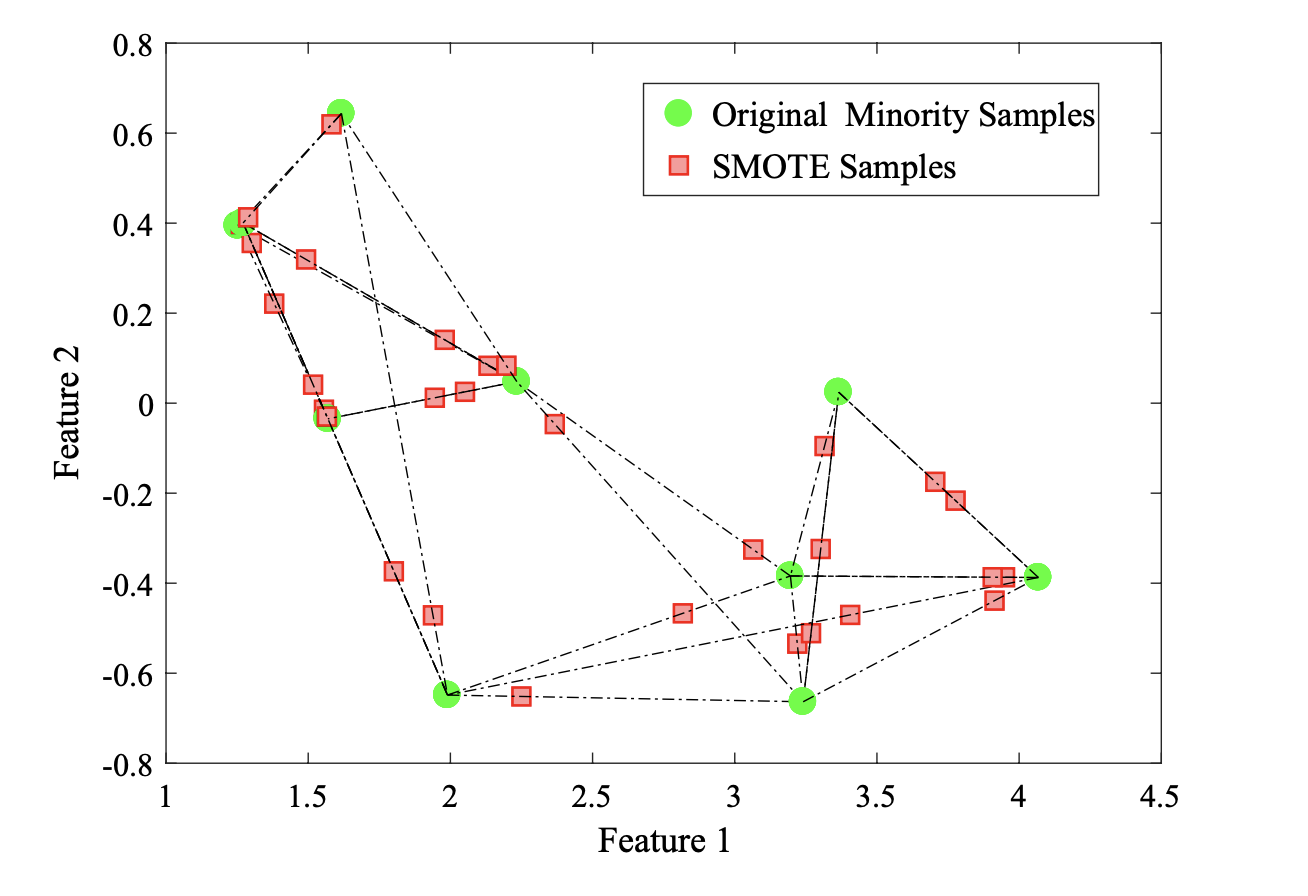 0.8
0.6
0.4
0.2
0
-0.2
-0.4
-0.6
-0.8
Feature 2
Original  Minority Samples
SMOTE Samples
1 1.5 2 2.5 3 3.5 4 4.5
Feature 1